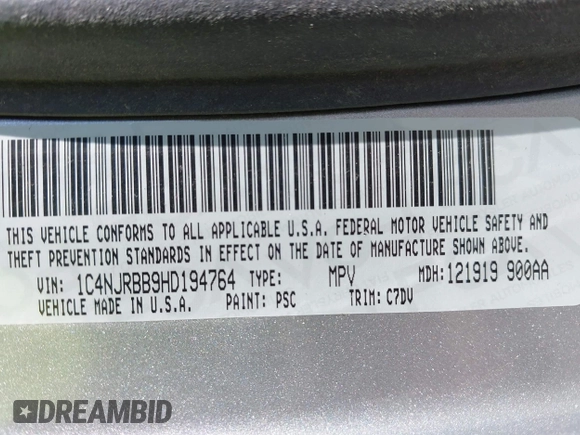 THIS VEHICLE CONFORMS TO ALL APPLICABLE U.S.A. FEDERAL MOTOR VEHICLE SAFETY AND
THEFT PREVENTION STANDARDS IN EFFECT ON THE DATE OF MANUFACTURE SHOWN ABOVE.
VIN: 1C4NJRBB9HD194764 TYPE: MPV MDH: 121919 900AA
VEHICLE MADE IN U.S.A. PAINT: PSC TRIM: C7DV
DREAMBID